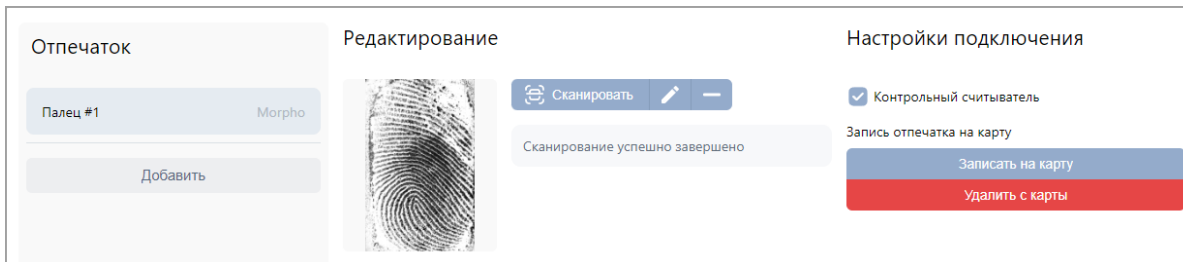 Отпечаток
Палец #1 Morpho
Добавить
Редактирование
Сканировать
Сканирование успешно завершено
Настройки подключения
Контрольный считыватель
Запись отпечатка на карту
Записать на карту
Удалить с карты